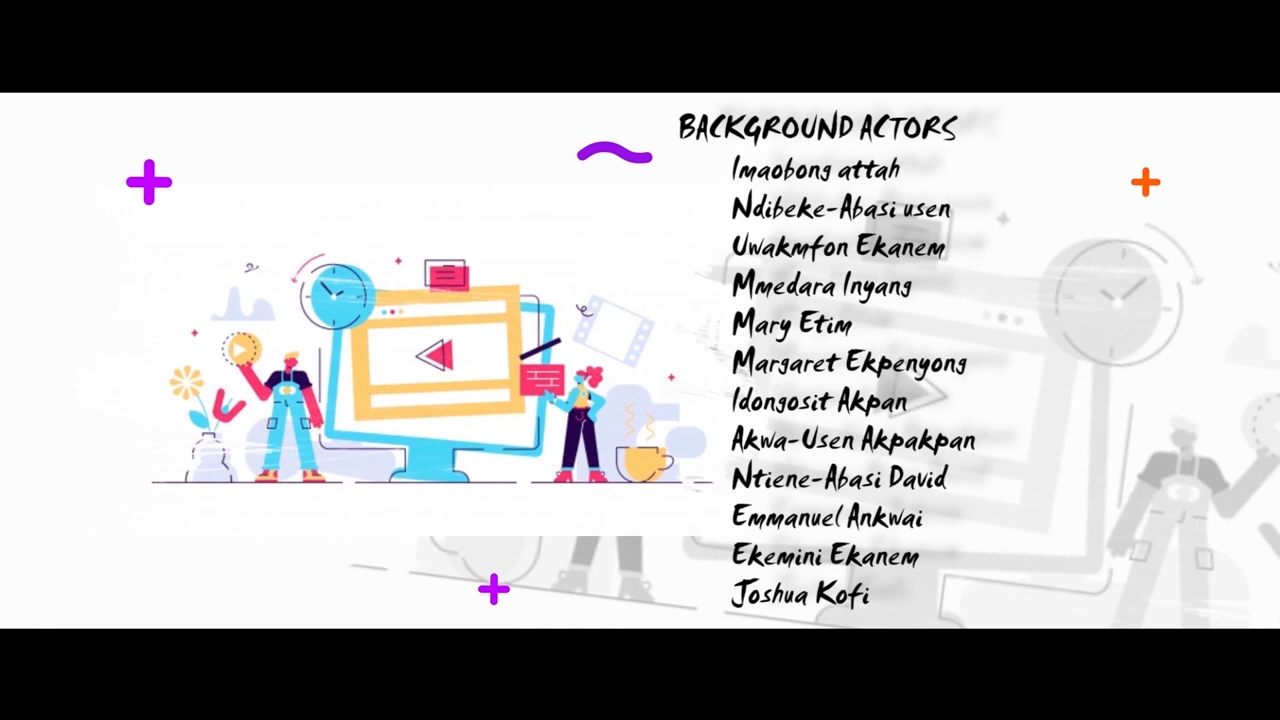 BACKGROUND ACTORS
Imaobong attah
Ndibeke-Abasi usen
Uwakmfon Ekanem
Mmedara Inyang
Mary Etim
Margaret Ekpenyong
Idongosit Akpan
Akwa-Usen Akpakpan
Ntiene-Abasi David
Emmanuel Ankwai
Ekemini Ekanem
Joshua Kofi